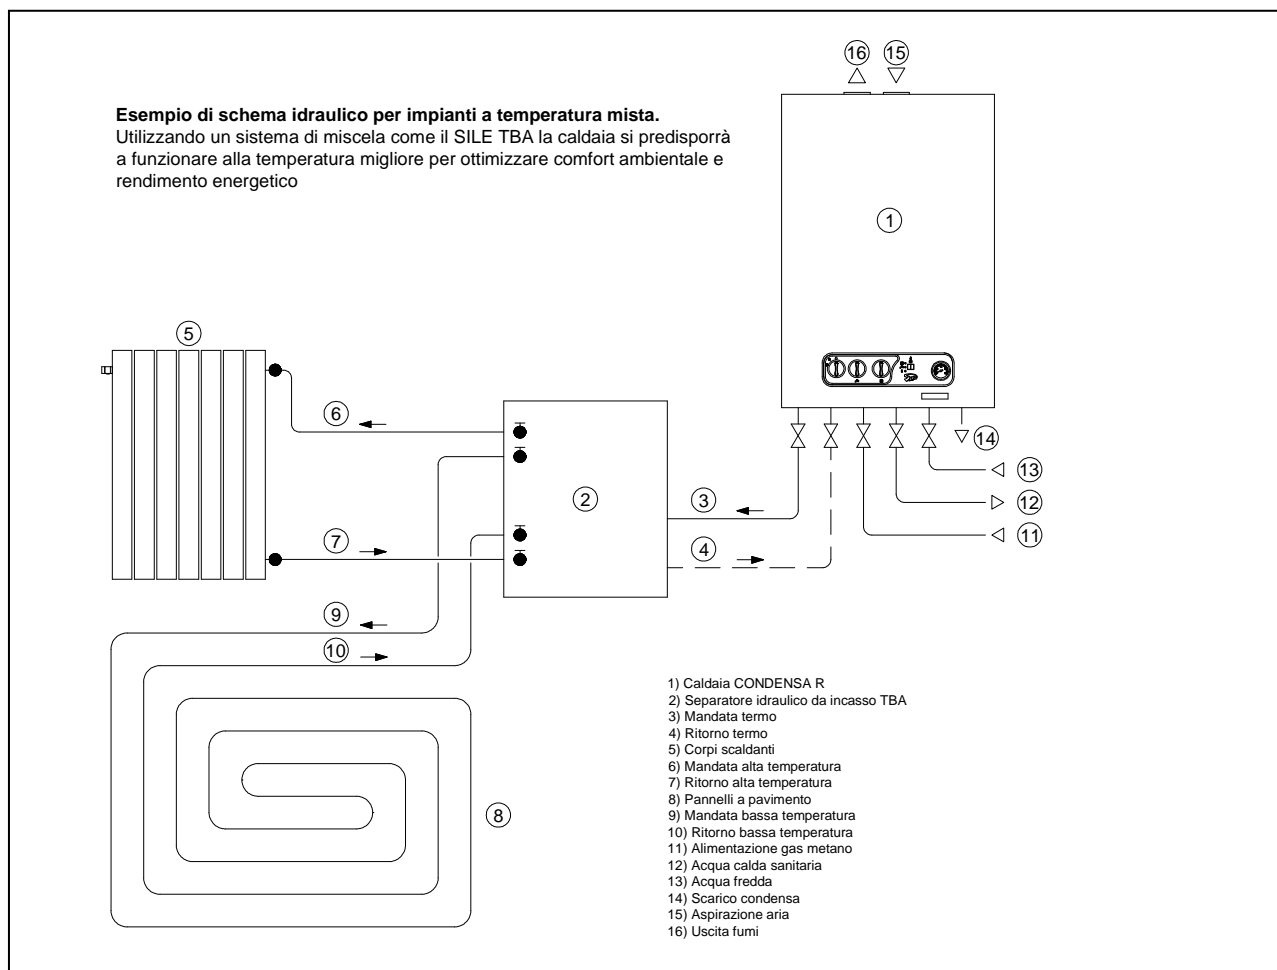 16 15
Esempio di schema idraulico per impianti a temperatura mista.
Utilizzando un sistema di miscela come il SILE TBA la caldaia si predisporrà
a funzionare alla temperatura migliore per ottimizzare comfort ambientale e
rendimento energetico
1
5
6
14
13
2
3
12
7
4
11
9
10
8
1) Caldaia CONDENSA R
2) Separatore idraulico da incasso TBA
3) Mandata termo
4) Ritorno termo
5) Corpi scaldanti
6) Mandata alta temperatura
7) Ritorno alta temperatura
8) Pannelli a pavimento
9) Mandata bassa temperatura
10) Ritorno bassa temperatura
11) Alimentazione gas metano
12) Acqua calda sanitaria
13) Acqua fredda
14) Scarico condensa
15) Aspirazione aria
16) Uscita fumi